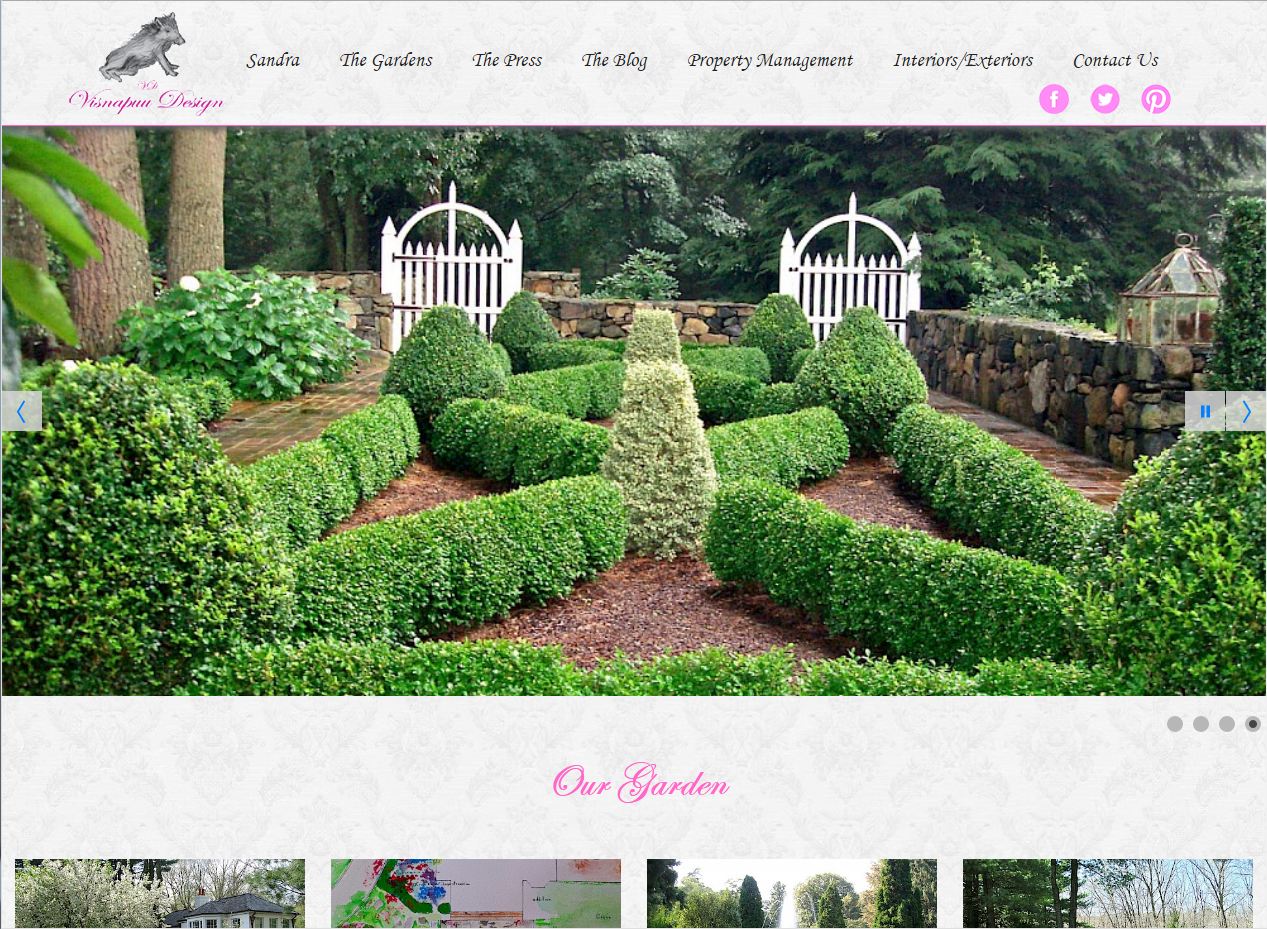 Sandra The Gardens The Press The Blog Property Management Interiors/Exteriors Contact Us
VD
Visnapuu Design
Our Garden